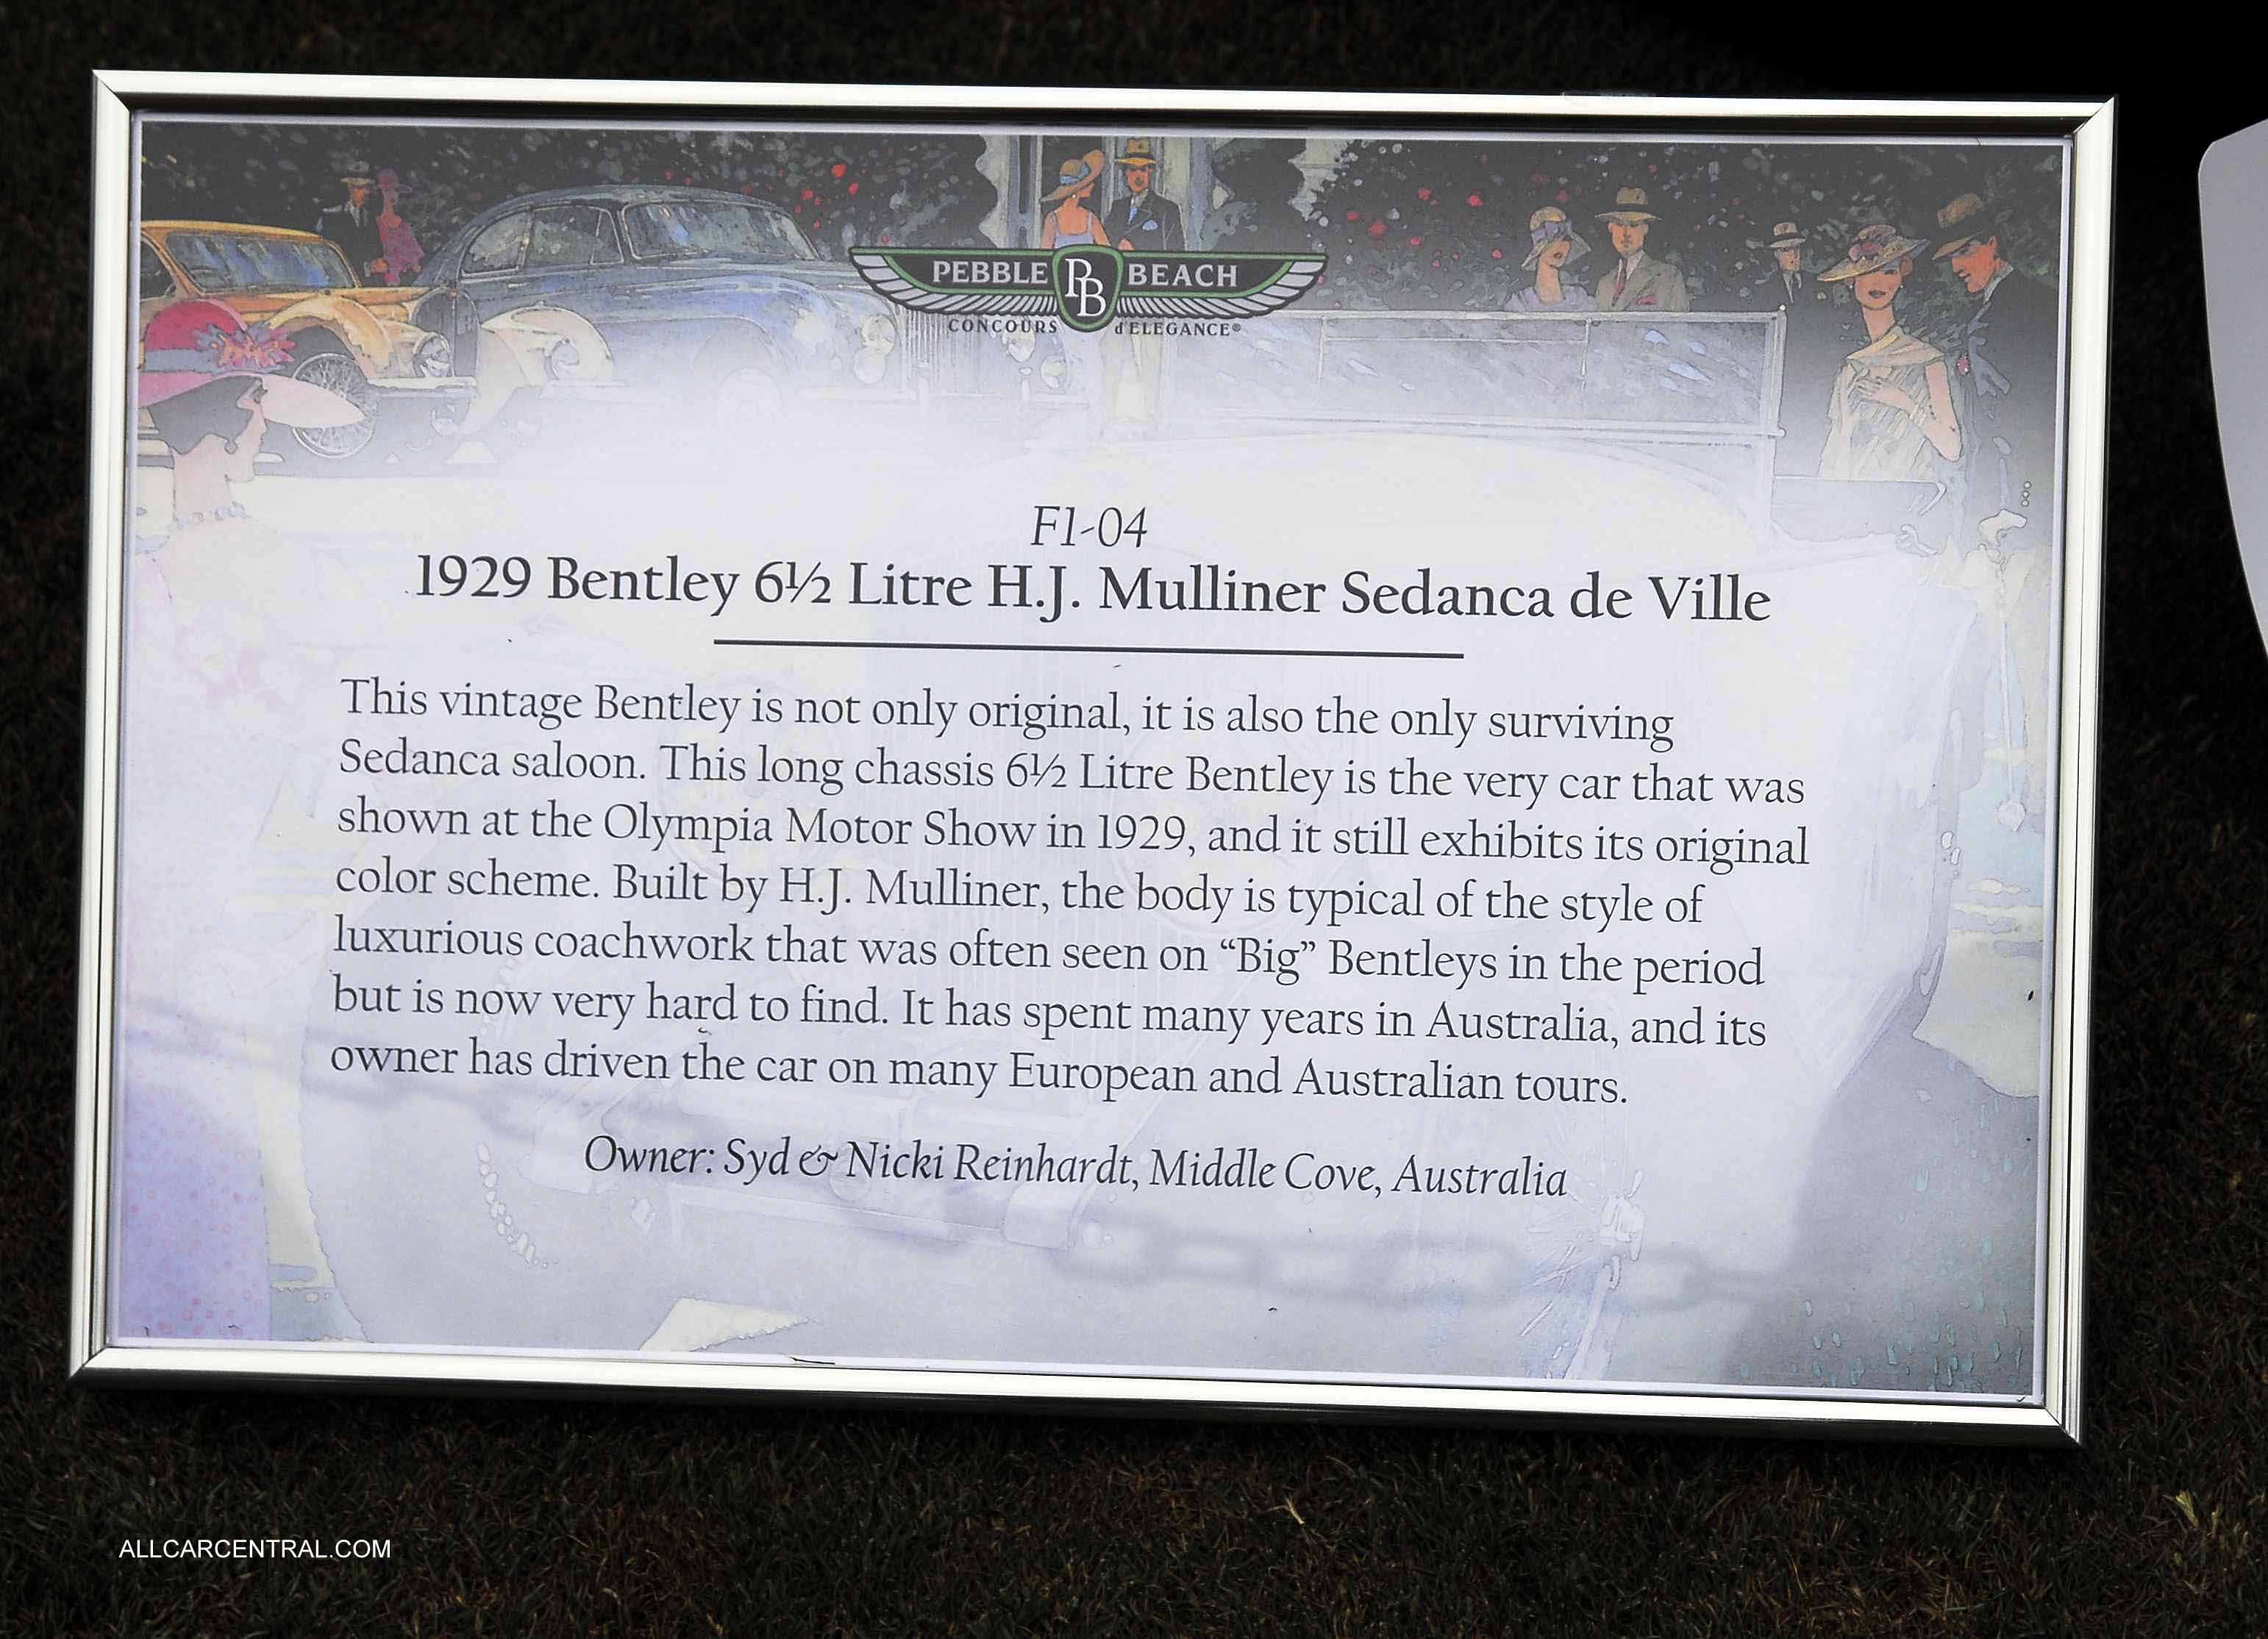 PEBBLE PB BEACH
CONCOURS d'ELEGANCE®
F1-04
1929 Bentley 6½ Litre H.J. Mulliner Sedanca de Ville
This vintage Bentley is not only original, it is also the only surviving
Sedanca saloon. This long chassis 6½ Litre Bentley is the very car that was
shown at the Olympia Motor Show in 1929, and it still exhibits its original
color scheme. Built by H.J. Mulliner, the body is typical of the style of
luxurious coachwork that was often seen on “Big” Bentleys in the period
but is now very hard to find. It has spent many years in Australia, and its
owner has driven the car on many European and Australian tours.
Owner: Syd & Nicki Reinhardt, Middle Cove, Australia
ALLCARCENTRAL.COM